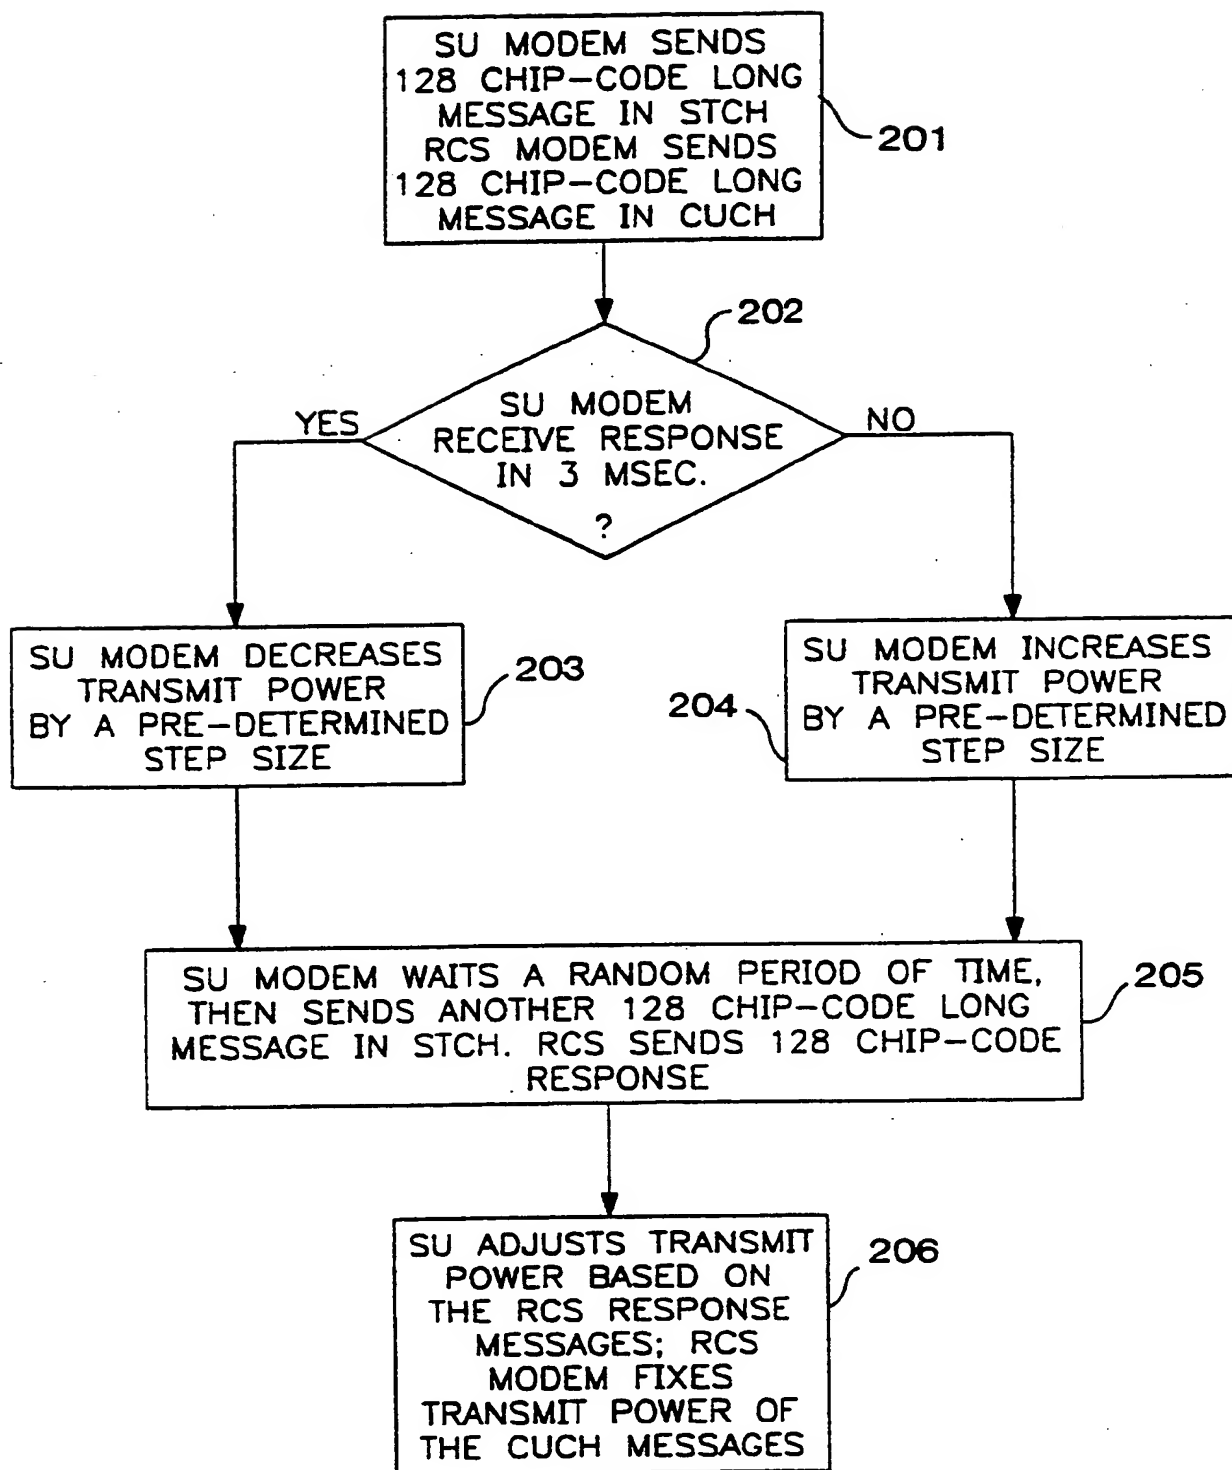 SU MODEM SENDS
128 CHIP-CODE LONG
MESSAGE IN STCH
RCS MODEM SENDS
128 CHIP-CODE LONG
MESSAGE IN CUCH
201
202
SU MODEM
RECEIVE RESPONSE
IN 3 MSEC.
?
YES
NO
SU MODEM DECREASES
TRANSMIT POWER
BY A PRE-DETERMINED
STEP SIZE
203
SU MODEM INCREASES
TRANSMIT POWER
BY A PRE-DETERMINED
STEP SIZE
204
SU MODEM WAITS A RANDOM PERIOD OF TIME,
THEN SENDS ANOTHER 128 CHIP-CODE LONG
MESSAGE IN STCH. RCS SENDS 128 CHIP-CODE
RESPONSE
205
SU ADJUSTS TRANSMIT
POWER BASED ON
THE RCS RESPONSE
MESSAGES; RCS
MODEM FIXES
TRANSMIT POWER OF
THE CUCH MESSAGES
206